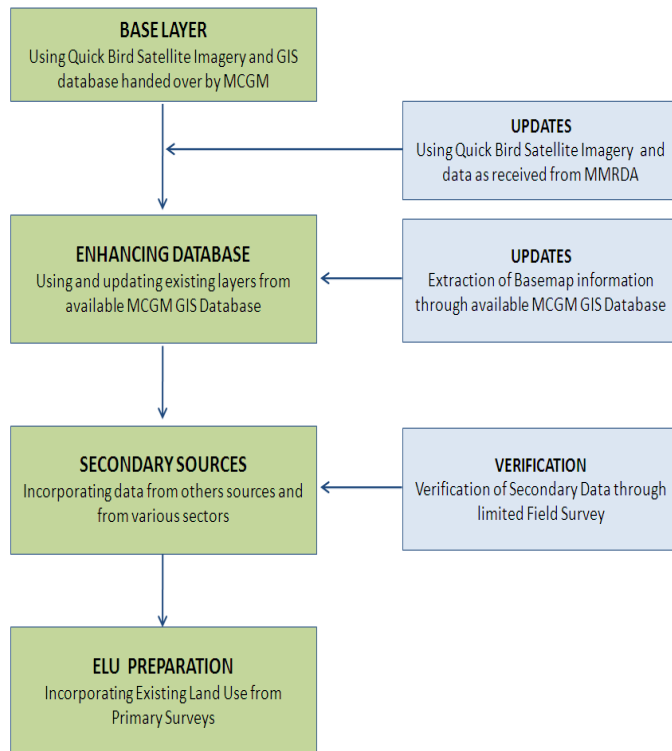 BASE LAYER
Using Quick Bird Satellite Imagery and GIS
database handed over by MCGM
UPDATES
Using Quick Bird Satellite Imagery and
data as received from MMRDA
ENHANCING DATABASE
Using and updating existing layers from
available MCGM GIS Database
UPDATES
Extraction of Basemap information
through available MCGM GIS Database
SECONDARY SOURCES
Incorporating data from others sources and
from various sectors
VERIFICATION
Verification of Secondary Data through
limited Field Survey
ELU PREPARATION
Incorporating Existing Land Use from
Primary Surveys